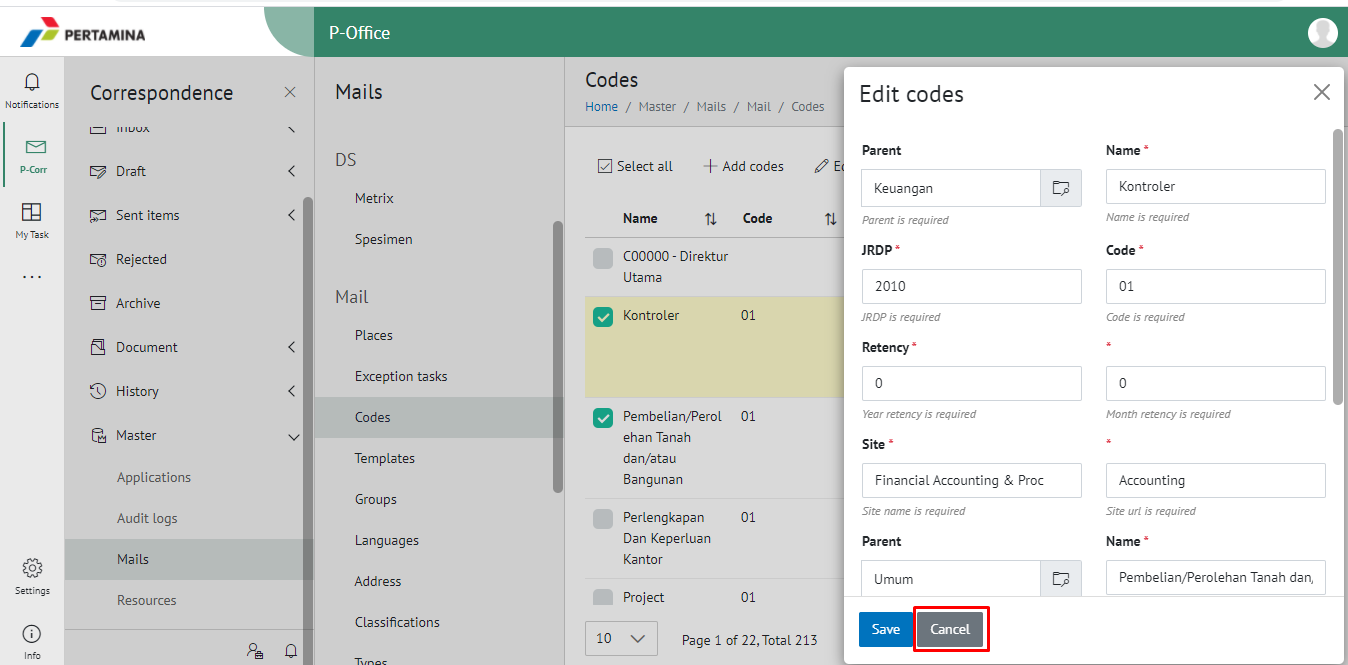 PERTAMINA
P-Office
Notifications
P-Corr
My Task
...
Settings
Info
Correspondence
Inbox
Draft
Sent items
Rejected
Archive
Document
History
Master
Applications
Audit logs
Mails
Resources
Mails
DS
Metrix
Spesimen
Mail
Places
Exception tasks
Codes
Templates
Groups
Languages
Address
Classifications
Types
Codes
Home / Master / Mails / Mail / Codes
Select all
Add codes
Name
Code
C00000 - Direktur
Utama
Kontroler
01
Pembelian/Perol
01
ehan Tanah
dan/atau
Bangunan
Perlengkapan
01
Dan Keperluan
Kantor
Project
01
10
Page 1 of 22, Total 213
Edit codes
Parent
Name *
Keuangan
Kontroler
Parent is required
Name is required
JRDP *
Code *
2010
01
JRDP is required
Code is required
Retency *
*
0
0
Year retency is required
Month retency is required
Site *
*
Financial Accounting & Proc
Accounting
Site name is required
Site url is required
Parent
Name *
Umum
Pembelian/Perolehan Tanah dan,
Save
Cancel